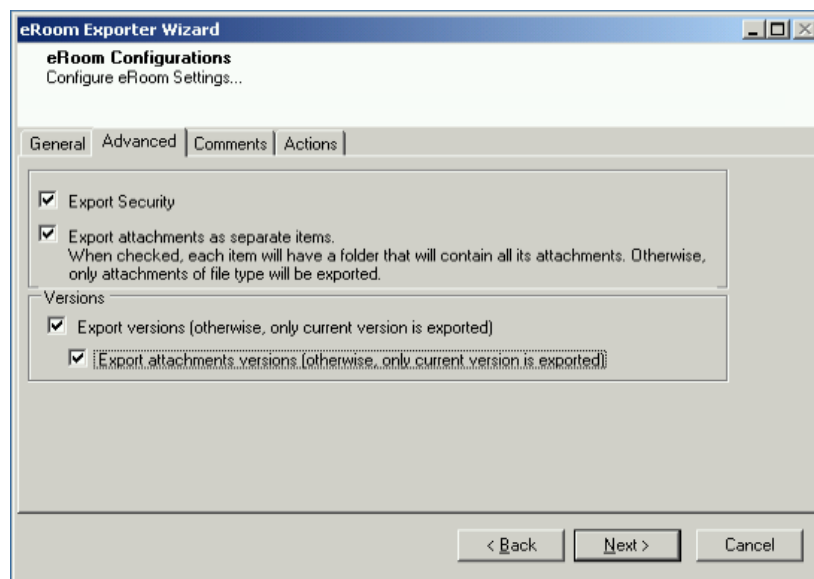 eRoom Exporter Wizard
eRoom Configurations
Configure eRoom Settings...
General Advanced Comments Actions
Export Security
Export attachments as separate items.
When checked, each item will have a folder that will contain all its attachments. Otherwise,
only attachments of file type will be exported.
Versions
Export versions (otherwise, only current version is exported)
Export attachments versions (otherwise, only current version is exported)
< Back Next > Cancel